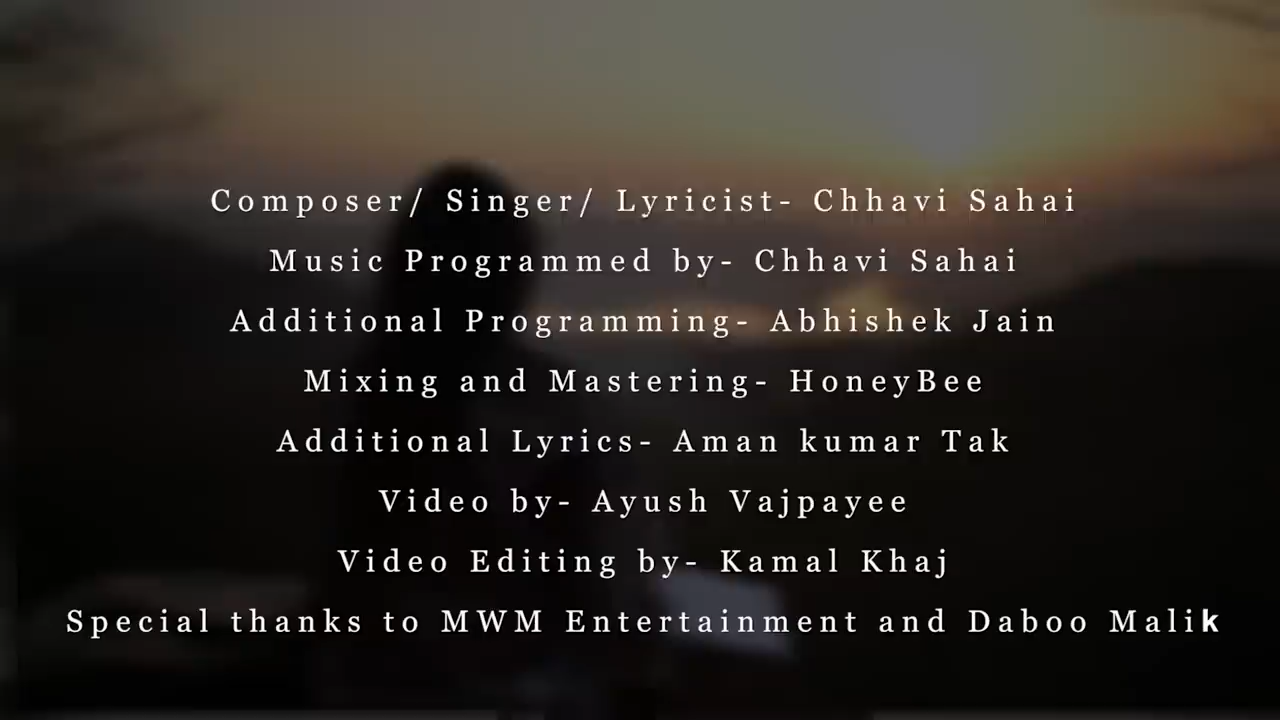 Composer/ Singer/ Lyricist- Chhavi Sahai
Music Programmed by- Chhavi Sahai
Additional Programming- Abhishek Jain
Mixing and Mastering- HoneyBee
Additional Lyrics- Aman kumar Tak
Video by- Ayush Vajpayee
Video Editing by- Kamal Khaj
Special thanks to MWM Entertainment and Daboo Malik